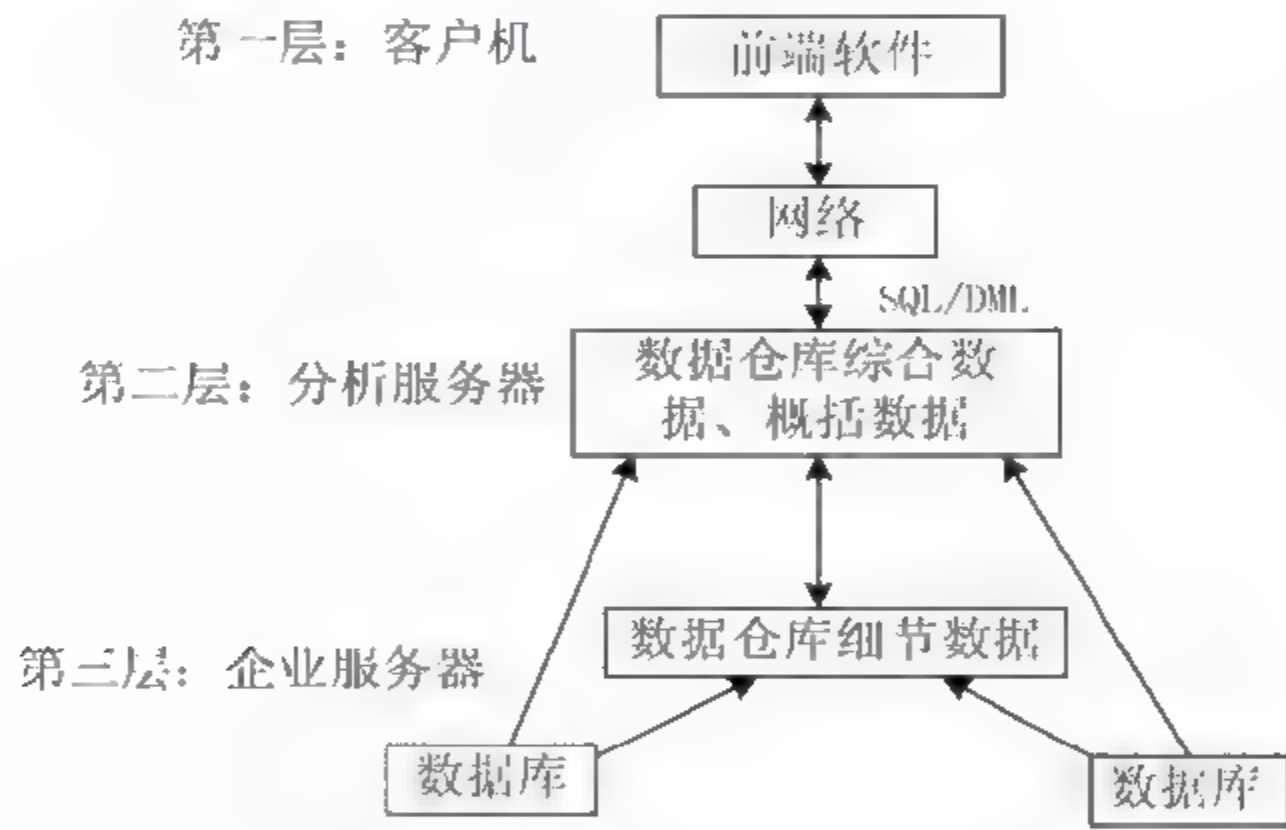 第一层：客户机
前端软件
网络
SQL/DML
第二层：分析服务器
数据仓库综合数
据、概括数据
数据仓库细节数据
第三层：企业服务器
数据库
数据库